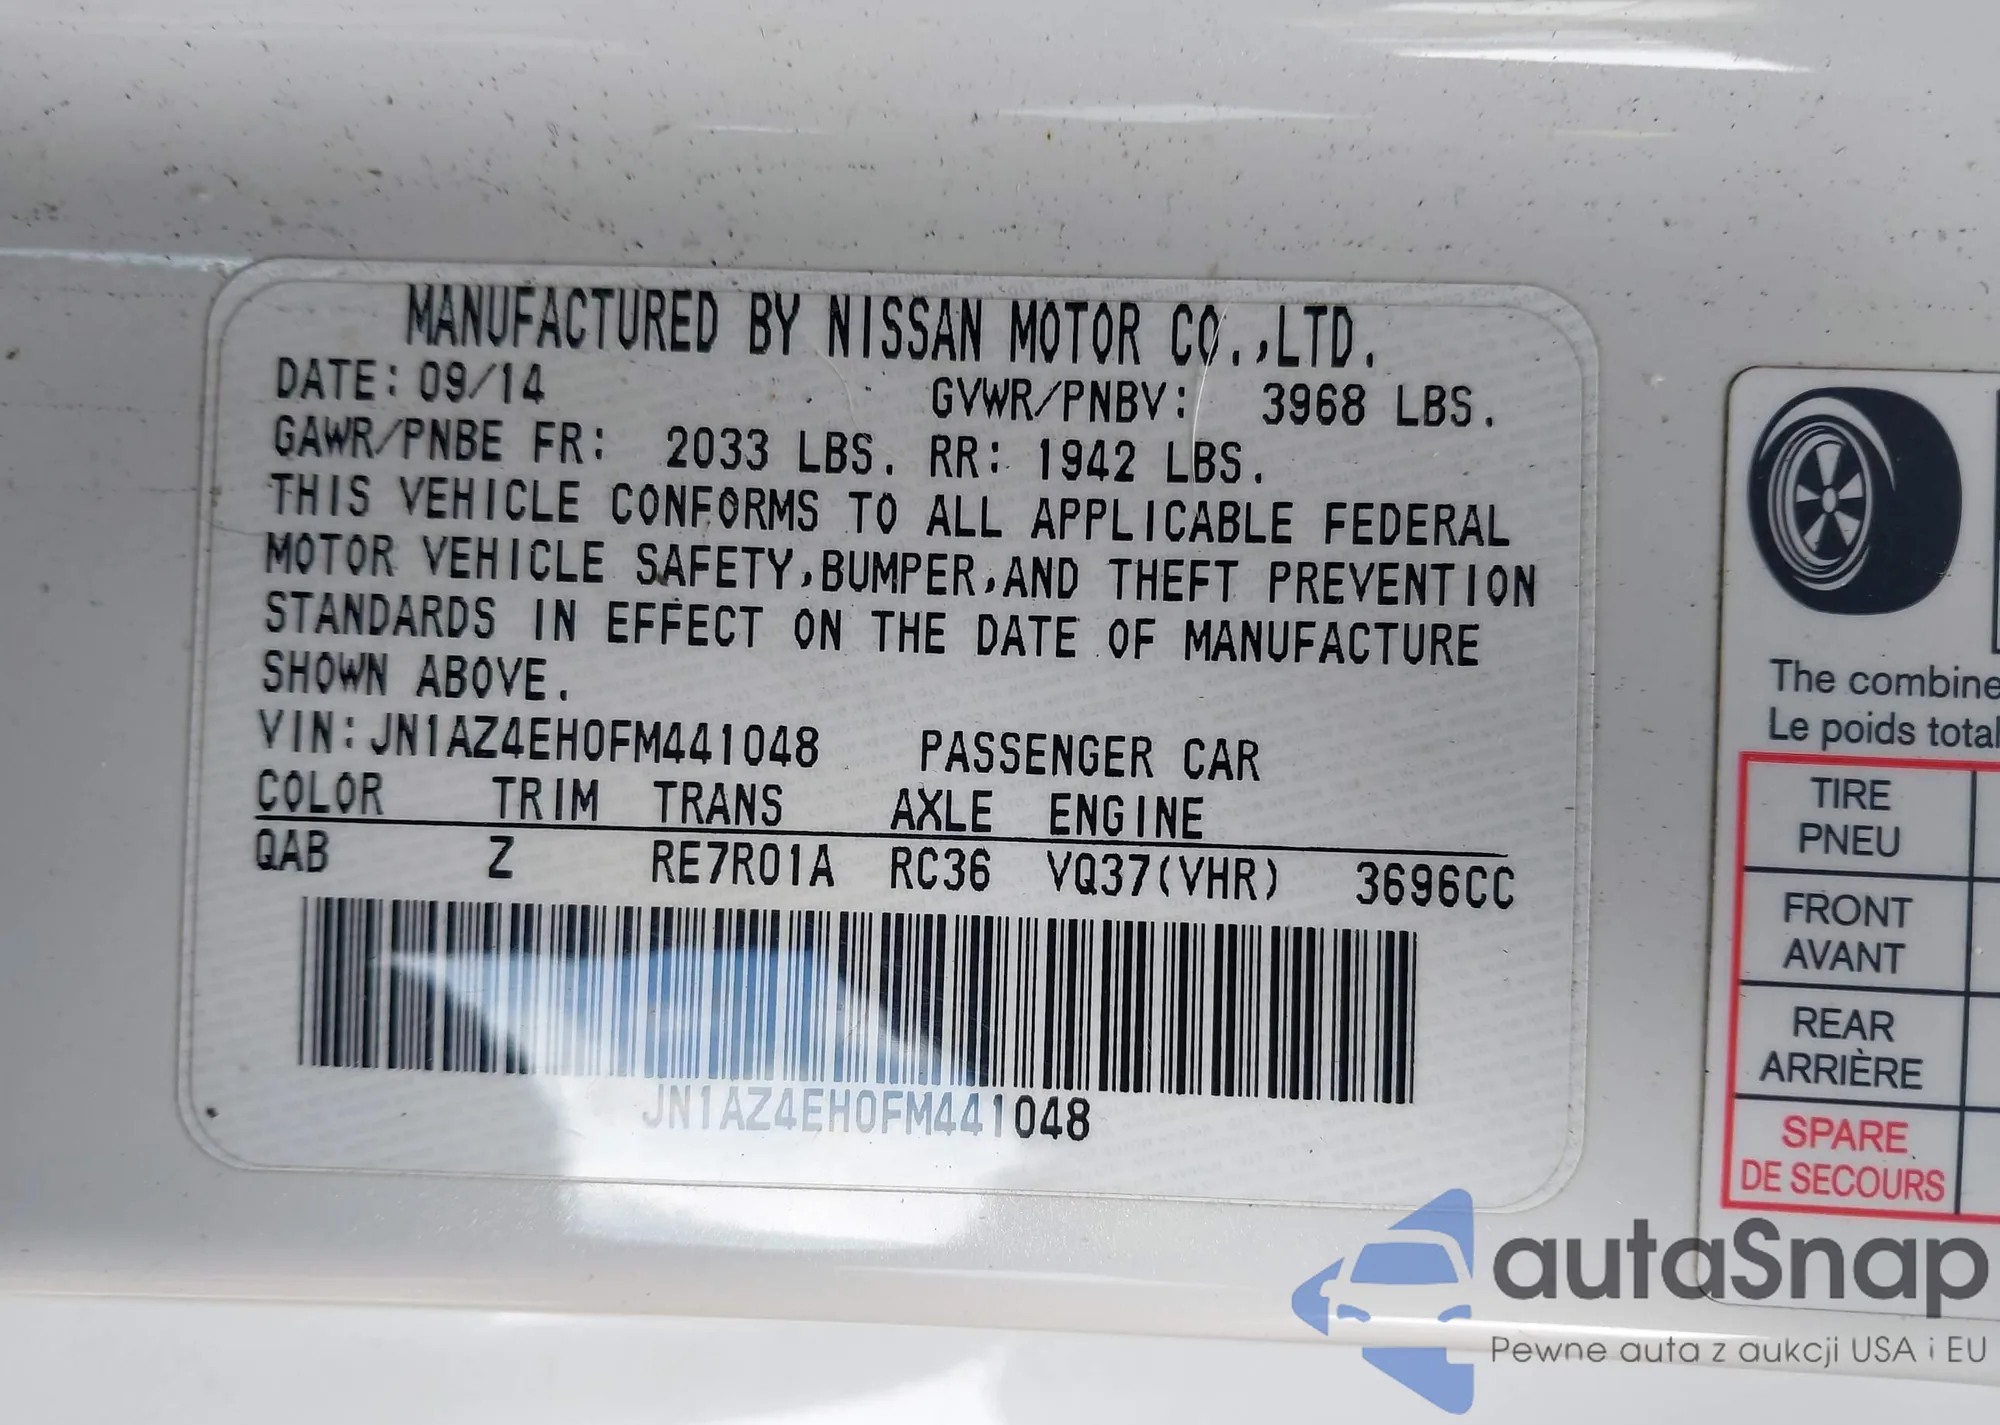 MANUFACTURED BY NISSAN MOTOR CO.,LTD.
DATE: 09/14 GVWR/PNBV: 3968 LBS.
GAWR/PNBE FR: 2033 LBS. RR: 1942 LBS.
THIS VEHICLE CONFORMS TO ALL APPLICABLE FEDERAL
MOTOR VEHICLE SAFETY,BUMPER,AND THEFT PREVENTION
STANDARDS IN EFFECT ON THE DATE OF MANUFACTURE
SHOWN ABOVE.
VIN:JN1AZ4EH0FM441048 PASSENGER CAR
COLOR TRIM TRANS AXLE ENGINE
QAB Z RE7R01A RC36 VQ37(VHR) 3696CC
JN1AZ4EH0FM441048
The combine
Le poids total
TIRE
PNEU
FRONT
AVANT
REAR
ARRIÈRE
SPARE
DE SECOURS
autaSnap
Pewne auta z aukcji USA i EU